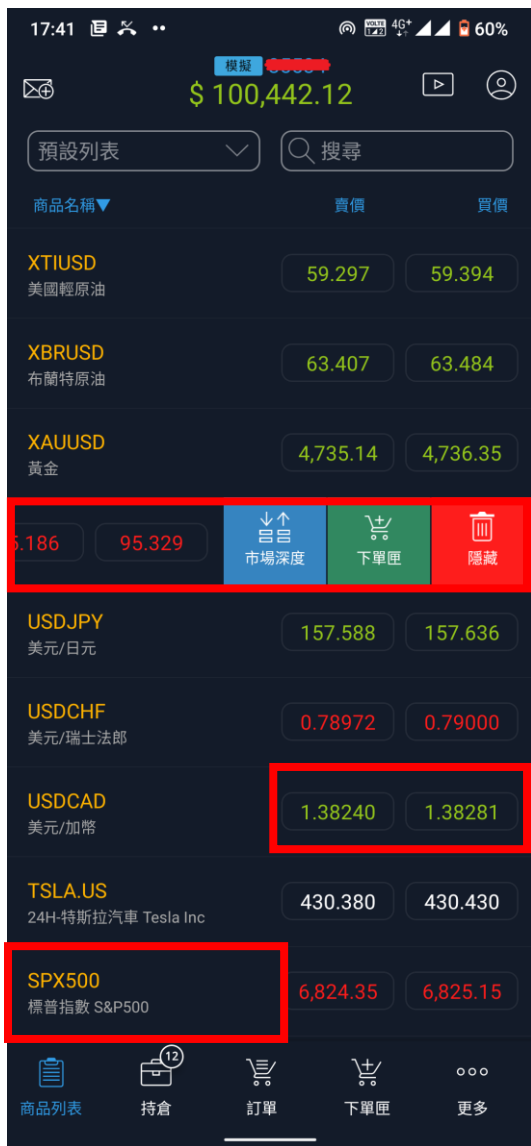 17:41
VOLTE 1 2 4G+ 60%
模擬
$ 100,442.12
預設列表 搜尋
商品名稱▼ 賣價 買價
XTIUSD 59.297 59.394
美國輕原油
XBRUSD 63.407 63.484
布蘭特原油
XAUUSD 4,735.14 4,736.35
黃金
5.186 95.329 市場深度 下單匣 隱藏
USDJPY 157.588 157.636
美元/日元
USDCHF 0.78972 0.79000
美元/瑞士法郎
USDCAD 1.38240 1.38281
美元/加幣
TSLA.US 430.380 430.430
24H-特斯拉汽車 Tesla Inc
SPX500 6,824.35 6,825.15
標普指數 S&P500
12
商品列表 持倉 訂單 下單匣 更多